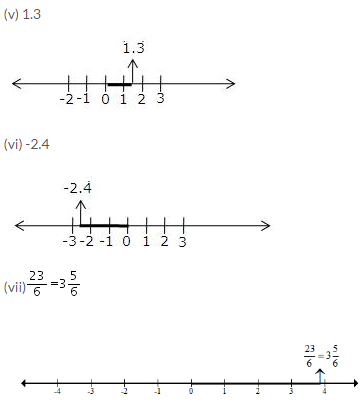 (v) 1.3
1.3
-2 -1 0 1 2 3
(vi) -2.4
-2.4
-3 -2 -1 0 1 2 3
(vii) 23/6 = 3 5/6
23/6 = 3 5/6
-4 -3 -2 -1 0 1 2 3 4